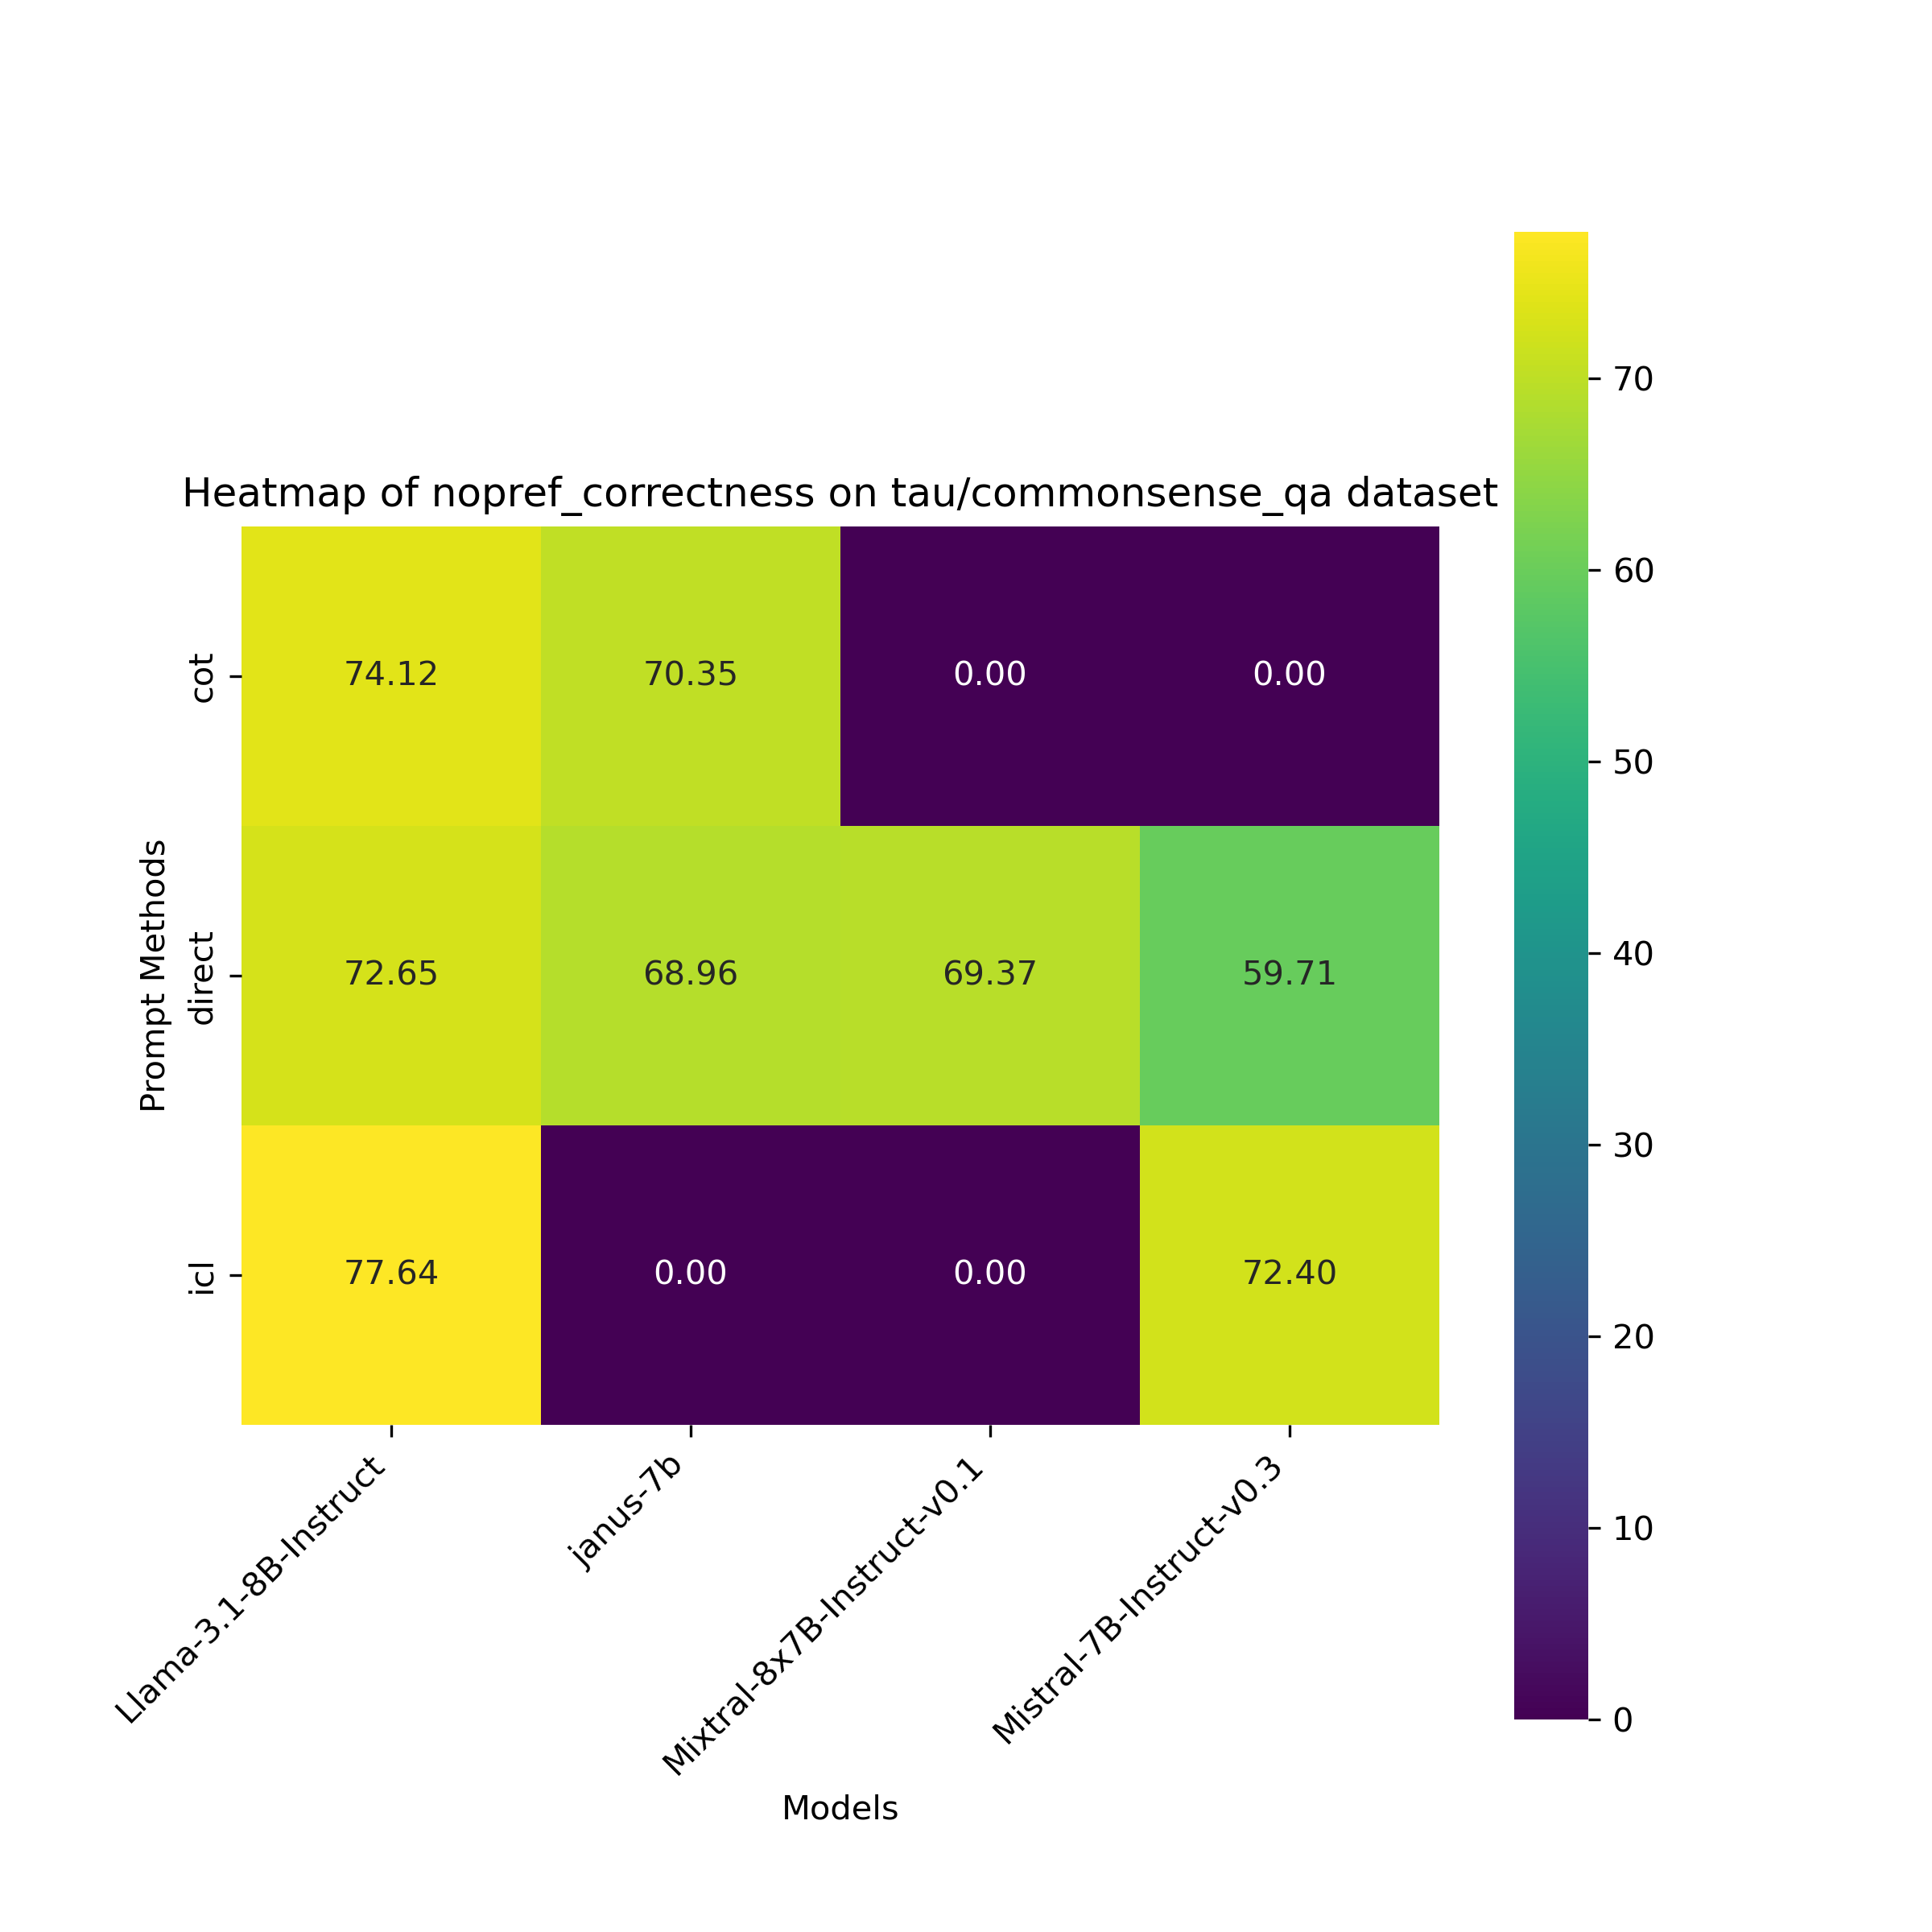 Heatmap of nopref_correctness on tau/commonsense_qa dataset
Prompt Methods
cot
74.12
70.35
0.00
0.00
direct
72.65
68.96
69.37
59.71
icl
77.64
0.00
0.00
72.40
Llama-3.1-8B-Instruct
janus-7b
Mixtral-8x7B-Instruct-v0.1
Mistral-7B-Instruct-v0.3
Models
70
60
50
40
30
20
10
0